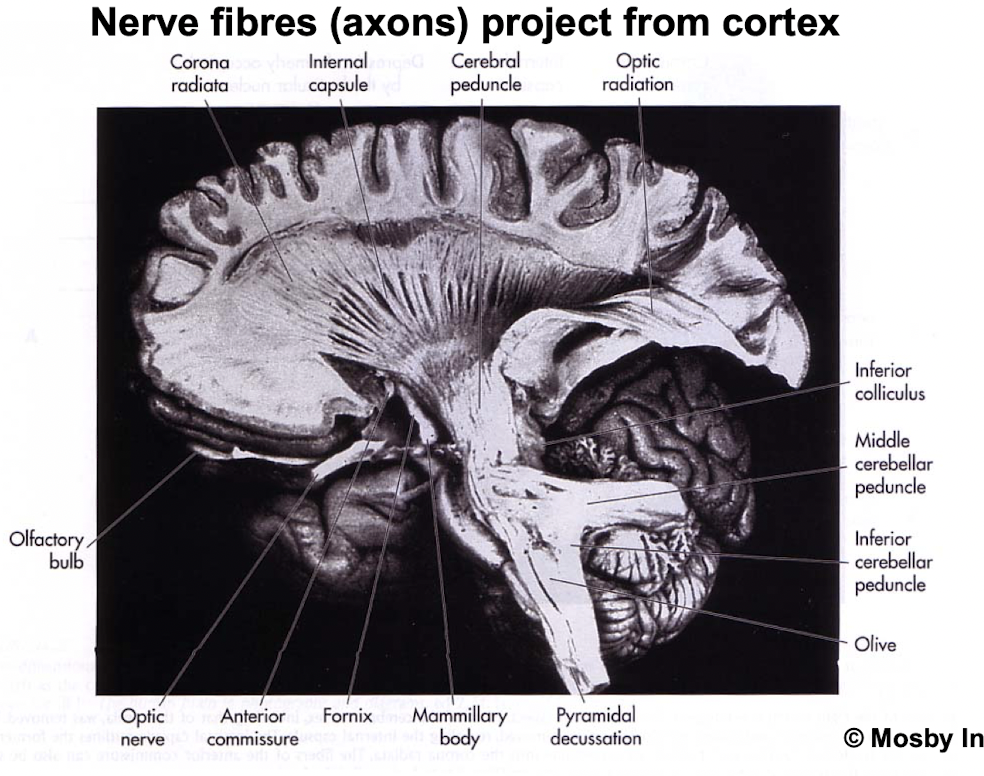 Nerve fibres (axons) project from cortex
Corona
radiata
Internal
capsule
Cerebral
peduncle
Optic
radiation
Inferior
colliculus
Middle
cerebellar
peduncle
Inferior
cerebellar
peduncle
Olive
Olfactory
bulb
Optic
nerve
Anterior
commissure
Fornix
Mammillary
body
Pyramidal
decussation
© Mosby In